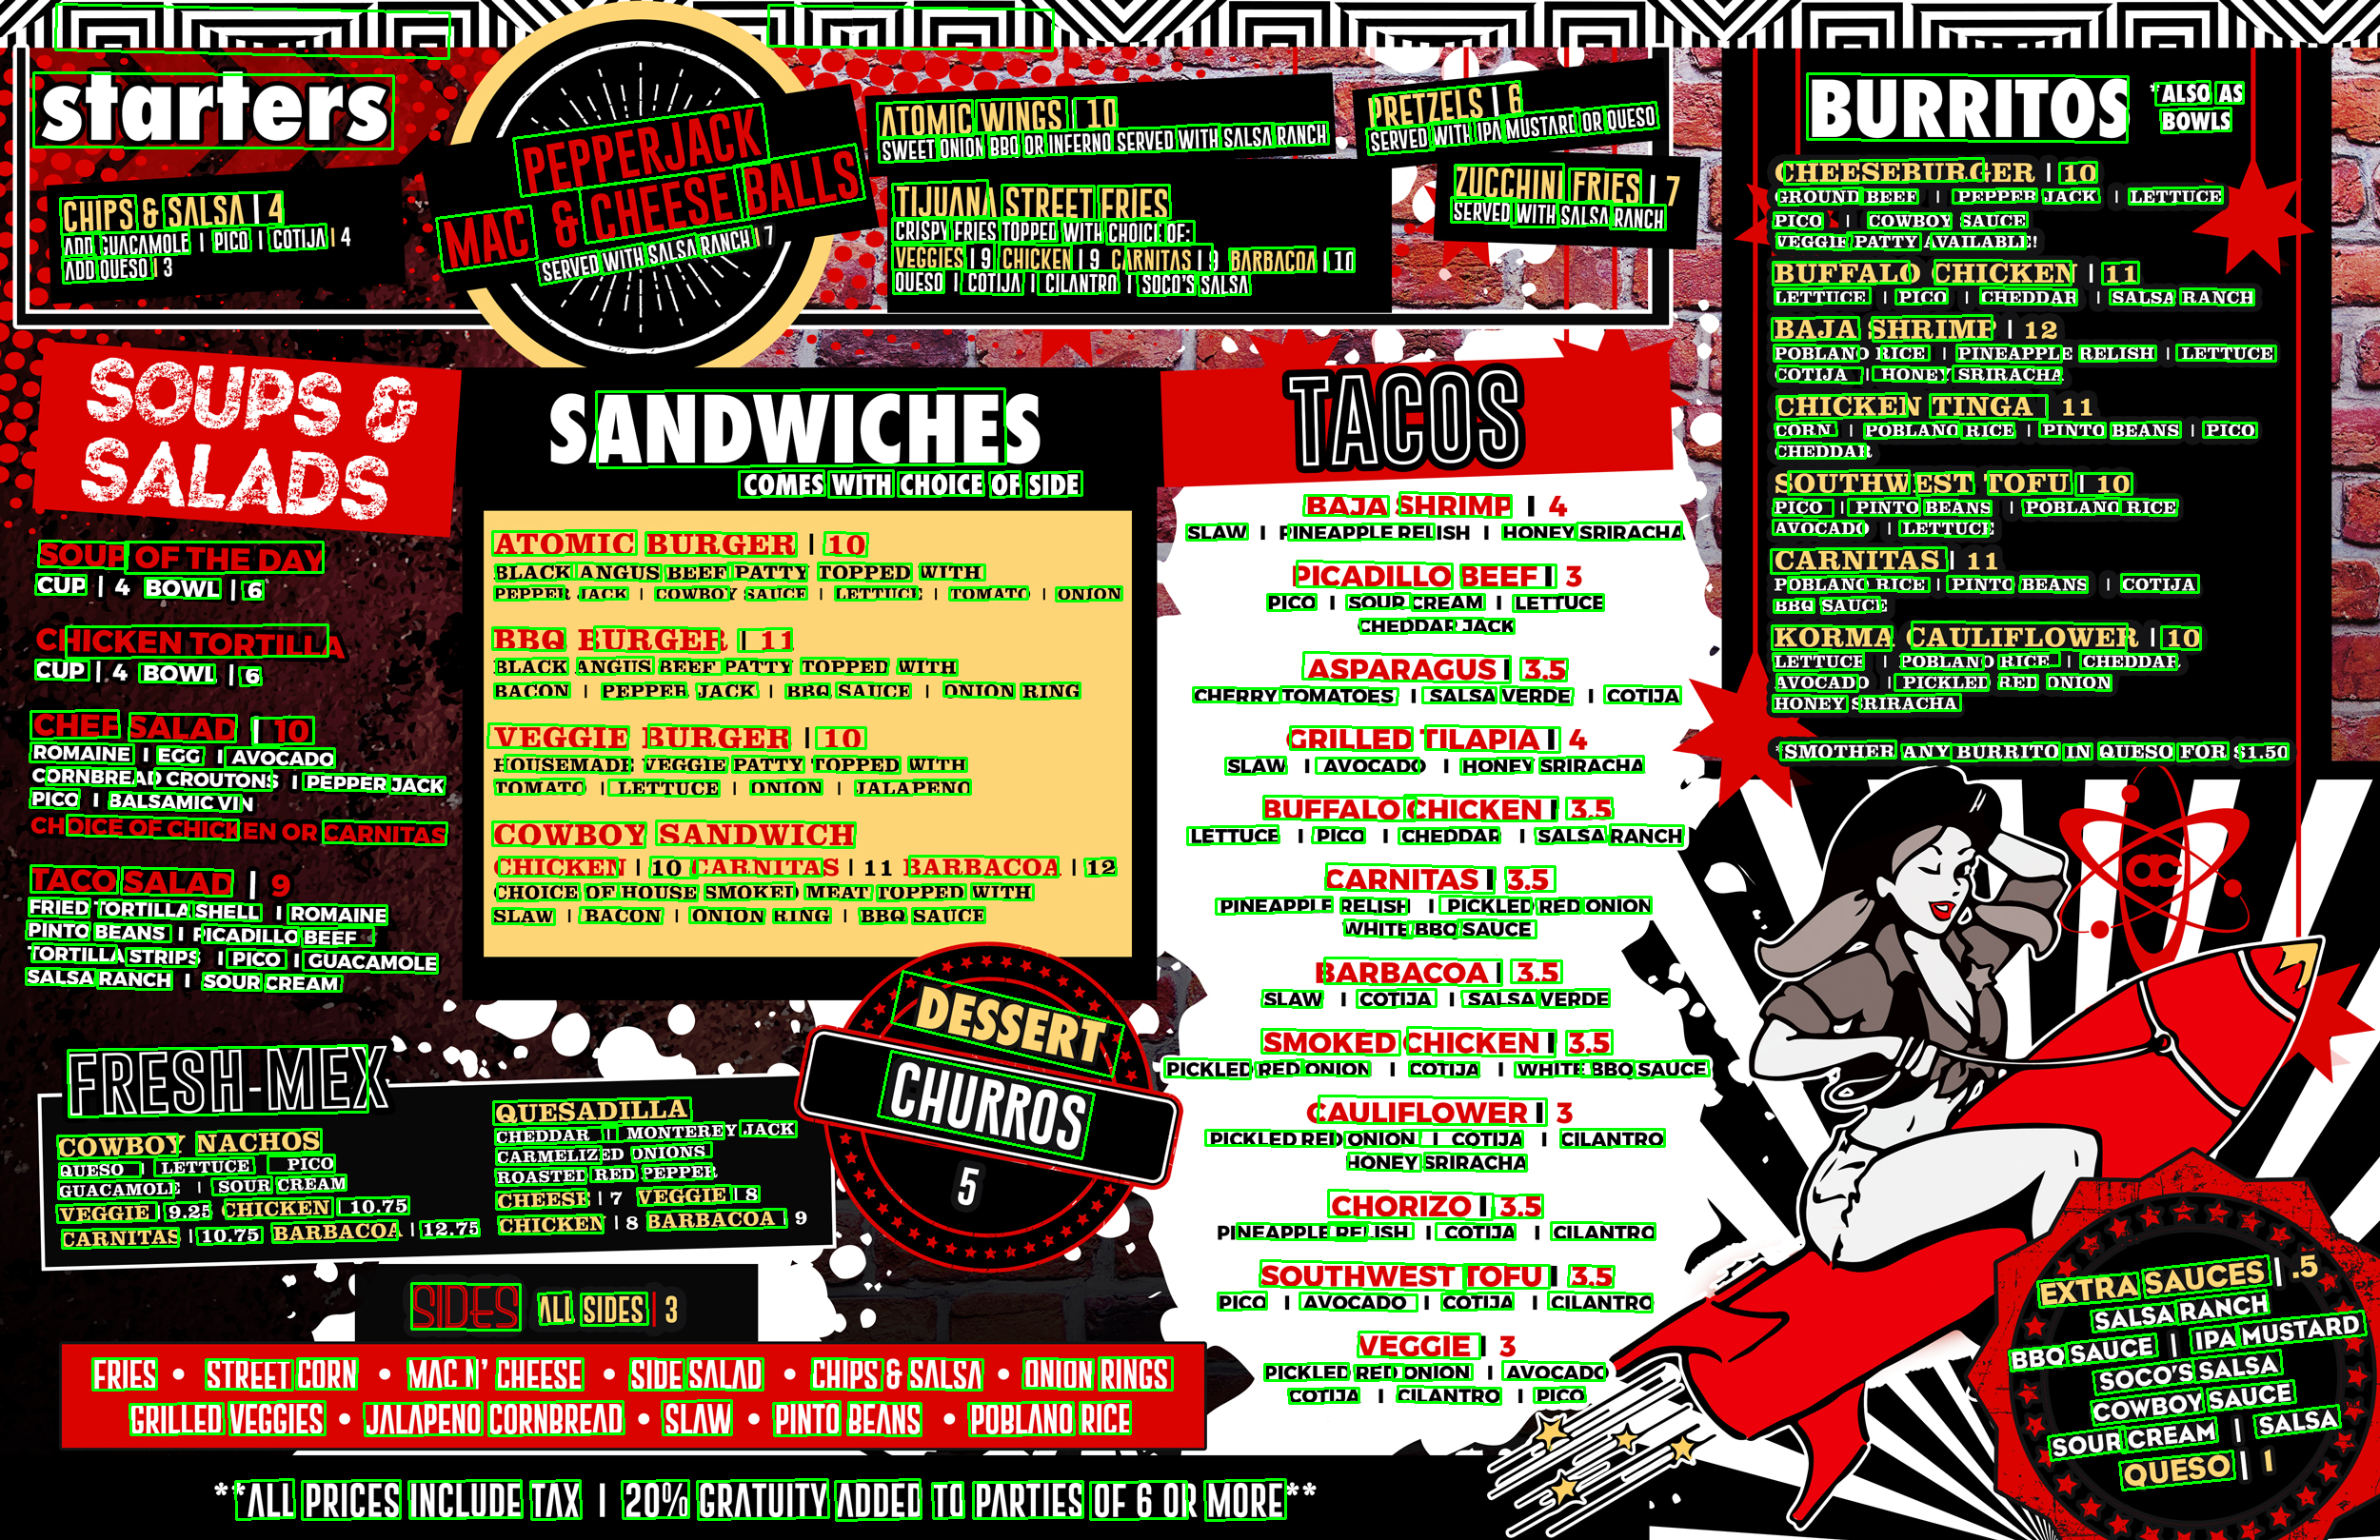 starters
CHIPS & SALSA | 4
ADD GUACAMOLE | PICO | COTIJA | 4
ADD QUESO | 3
PEPPERJACK
MAC & CHEESE BALLS
SERVED WITH SALSA RANCH | 7
ATOMIC WINGS | 10
SWEET ONION BBQ OR INFERNO SERVED WITH SALSA RANCH
TIJUANA STREET FRIES
CRISPY FRIES TOPPED WITH CHOICE OF:
VEGGIES | 9 CHICKEN | 9 CARNITAS | 9 BARBACOA | 10
QUESO | COTIJA | CILANTRO | SOCO'S SALSA
PRETZELS | 6
SERVED WITH IPA MUSTARD OR QUESO
ZUCCHINI FRIES | 7
SERVED WITH SALSA RANCH
SOUPS &
SALADS
SOUP OF THE DAY
CUP | 4 BOWL | 6
CHICKEN TORTILLA
CUP | 4 BOWL | 6
CHEF SALAD | 10
ROMAINE | EGG | AVOCADO
CORNBREAD CROUTONS | PEPPER JACK
PICO | BALSAMIC VIN
CHOICE OF CHICKEN OR CARNITAS
TACO SALAD | 9
FRIED TORTILLA SHELL | ROMAINE
PINTO BEANS | PICADILLO BEEF
TORTILLA STRIPS | PICO | GUACAMOLE
SALSA RANCH | SOUR CREAM
SANDWICHES
COMES WITH CHOICE OF SIDE
ATOMIC BURGER | 10
BLACK ANGUS BEEF PATTY TOPPED WITH
PEPPER JACK | COWBOY SAUCE | LETTUCE | TOMATO | ONION
BBQ BURGER | 11
BLACK ANGUS BEEF PATTY TOPPED WITH
BACON | PEPPER JACK | BBQ SAUCE | ONION RING
VEGGIE BURGER | 10
HOUSEMADE VEGGIE PATTY TOPPED WITH
TOMATO | LETTUCE | ONION | JALAPENO
COWBOY SANDWICH
CHICKEN | 10 CARNITAS | 11 BARBACOA | 12
CHOICE OF HOUSE SMOKED MEAT TOPPED WITH
SLAW | BACON | ONION RING | BBQ SAUCE
TACOS
BAJA SHRIMP | 4
SLAW | PINEAPPLE RELISH | HONEY SRIRACHA
PICADILLO BEEF | 3
PICO | SOUR CREAM | LETTUCE
CHEDDAR JACK
ASPARAGUS | 3.5
CHERRY TOMATOES | SALSA VERDE | COTIJA
GRILLED TILAPIA | 4
SLAW | AVOCADO | HONEY SRIRACHA
BUFFALO CHICKEN | 3.5
LETTUCE | PICO | CHEDDAR | SALSA RANCH
CARNITAS | 3.5
PINEAPPLE RELISH | PICKLED RED ONION
WHITE BBQ SAUCE
BARBACOA | 3.5
SLAW | COTIJA | SALSA VERDE
SMOKED CHICKEN | 3.5
PICKLED RED ONION | COTIJA | WHITE BBQ SAUCE
CAULIFLOWER | 3
PICKLED RED ONION | COTIJA | CILANTRO
HONEY SRIRACHA
CHORIZO | 3.5
PINEAPPLE RELISH | COTIJA | CILANTRO
SOUTHWEST TOFU | 3.5
PICO | AVOCADO | COTIJA | CILANTRO
VEGGIE | 3
PICKLED RED ONION | AVOCADO
COTIJA | CILANTRO | PICO
BURRITOS
*ALSO AS
BOWLS
CHEESEBURGER | 10
GROUND BEEF | PEPPER JACK | LETTUCE
PICO | COWBOY SAUCE
VEGGIE PATTY AVAILABLE!
BUFFALO CHICKEN | 11
LETTUCE | PICO | CHEDDAR | SALSA RANCH
BAJA SHRIMP | 12
POBLANO RICE | PINEAPPLE RELISH | LETTUCE
COTIJA | HONEY SRIRACHA
CHICKEN TINGA | 11
CORN | POBLANO RICE | PINTO BEANS | PICO
CHEDDAR
SOUTHWEST TOFU | 10
PICO | PINTO BEANS | POBLANO RICE
AVOCADO | LETTUCE
CARNITAS | 11
POBLANO RICE | PINTO BEANS | COTIJA
BBQ SAUCE
KORMA CAULIFLOWER | 10
LETTUCE | POBLANO RICE | CHEDDAR
AVOCADO | PICKLED RED ONION
HONEY SRIRACHA
*SMOTHER ANY BURRITO IN QUESO FOR $1.50
ac
FRESH-MEX
COWBOY NACHOS
QUESO | LETTUCE | PICO
GUACAMOLE | SOUR CREAM
VEGGIE | 9.25 CHICKEN | 10.75
CARNITAS | 10.75 BARBACOA | 12.75
QUESADILLA
CHEDDAR | MONTEREY JACK
CARMELIZED ONIONS
ROASTED RED PEPPER
CHEESE | 7 VEGGIE | 8
CHICKEN | 8 BARBACOA | 9
DESSERT
CHURROS
5
SIDES ALL SIDES | 3
FRIES • STREET CORN • MAC N' CHEESE • SIDE SALAD • CHIPS & SALSA • ONION RINGS
GRILLED VEGGIES • JALAPENO CORNBREAD • SLAW • PINTO BEANS • POBLANO RICE
EXTRA SAUCES | .5
SALSA RANCH
BBQ SAUCE | IPA MUSTARD
SOCO'S SALSA
COWBOY SAUCE
SOUR CREAM | SALSA
QUESO | 1
**ALL PRICES INCLUDE TAX | 20% GRATUITY ADDED TO PARTIES OF 6 OR MORE**